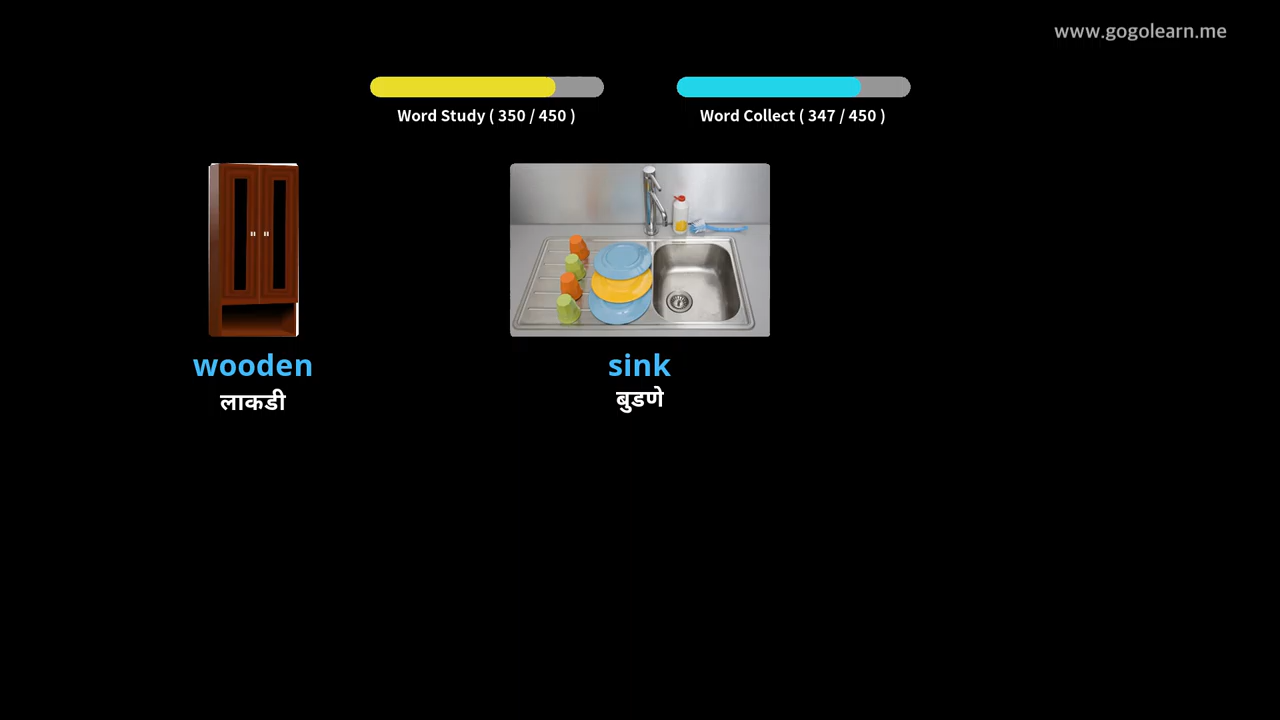 www.gogolearn.me
Word Study ( 350 / 450 )
Word Collect ( 347 / 450 )
wooden
लाकडी
sink
बुडणे